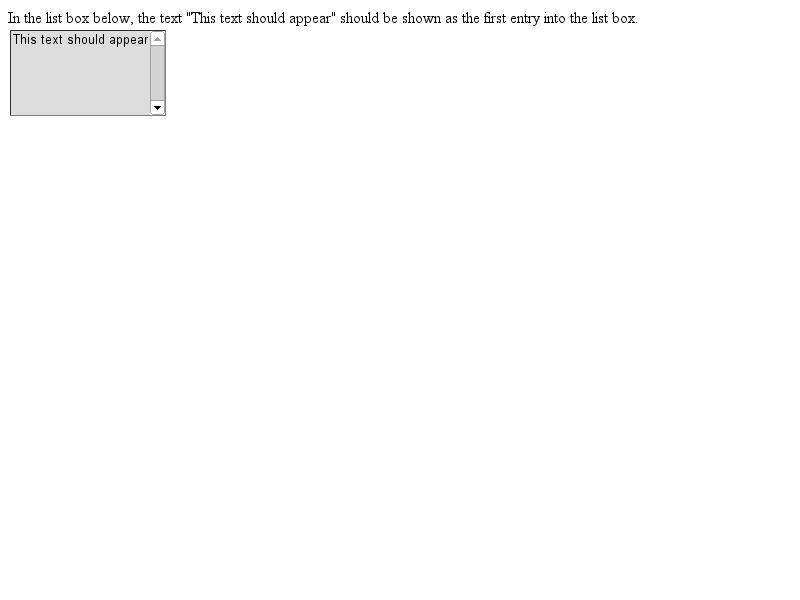 In the list box below, the text "This text should appear" should be shown as the first entry into the list box.
This text should appear